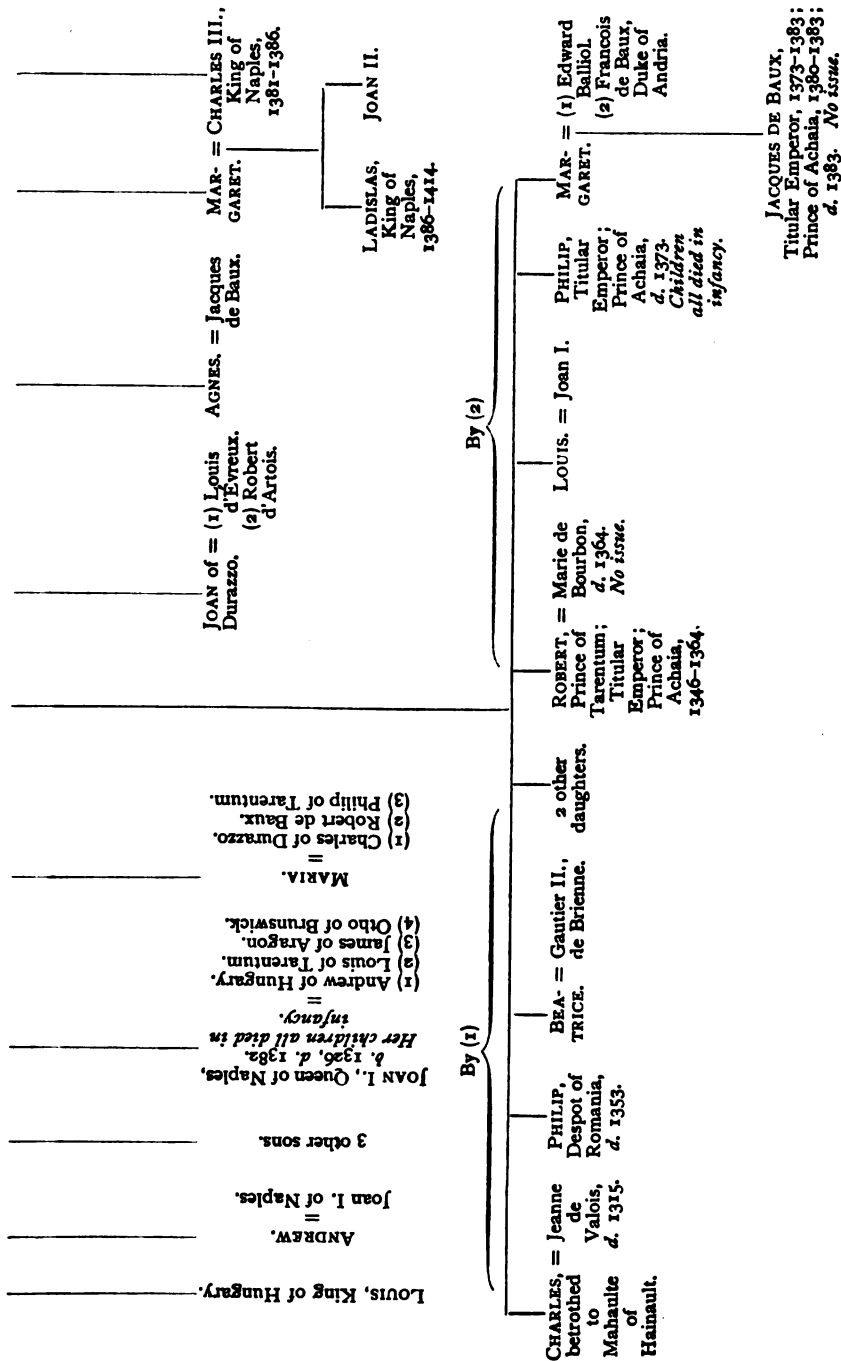 LOUIS, King of Hungary.
ANDREW.
=
Joan I. of Naples.
3 other sons.
JOAN I., Queen of Naples,
b. 1326, d. 1382.
Her children all died in
infancy.
=
(1) Andrew of Hungary.
(2) Louis of Tarentum.
(3) James of Aragon.
(4) Otho of Brunswick.
MARIA.
=
(1) Charles of Durazzo.
(2) Robert de Baux.
(3) Philip of Tarentum.
JOAN of = (1) Louis
Durazzo. d'Evreux.
(2) Robert
d'Artois.
AGNES. = Jacques
de Baux.
MAR- = CHARLES III.,
GARET. King of
Naples,
1381-1386.
LADISLAS,
King of
Naples,
1386-1414.
JOAN II.
By (1)
By (2)
CHARLES, = Jeanne
betrothed de
to Valois,
Mahaulte d. 1315.
of
Hainault.
PHILIP,
Despot of
Romania,
d. 1353.
BEA- = Gautier II.,
TRICE. de Brienne.
2 other
daughters.
ROBERT, = Marie de
Prince of Bourbon,
Tarentum; d. 1364.
Titular No issue.
Emperor;
Prince of
Achaia,
1346-1364.
LOUIS. = Joan I.
PHILIP,
Titular
Emperor;
Prince of
Achaia,
d. 1373.
Children
all died in
infancy.
MAR- = (1) Edward
GARET. Balliol.
(2) Francois
de Baux,
Duke of
Andria.
JACQUES DE BAUX,
Titular Emperor, 1373-1383;
Prince of Achaia, 1380-1383;
d. 1383. No issue.